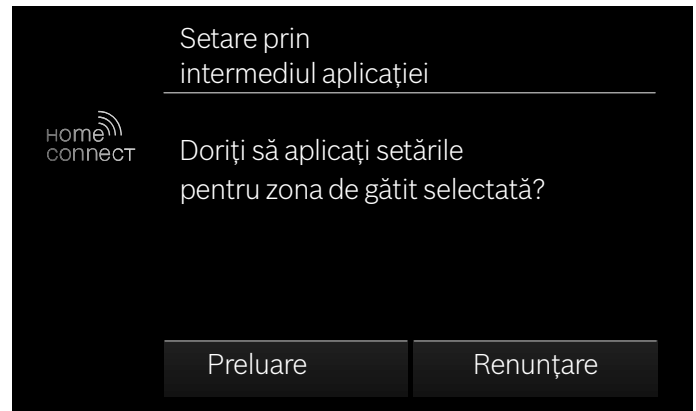 Setare prin
intermediul aplicației
Home
connect
Doriți să aplicați setările
pentru zona de gătit selectată?
Preluare
Renunțare